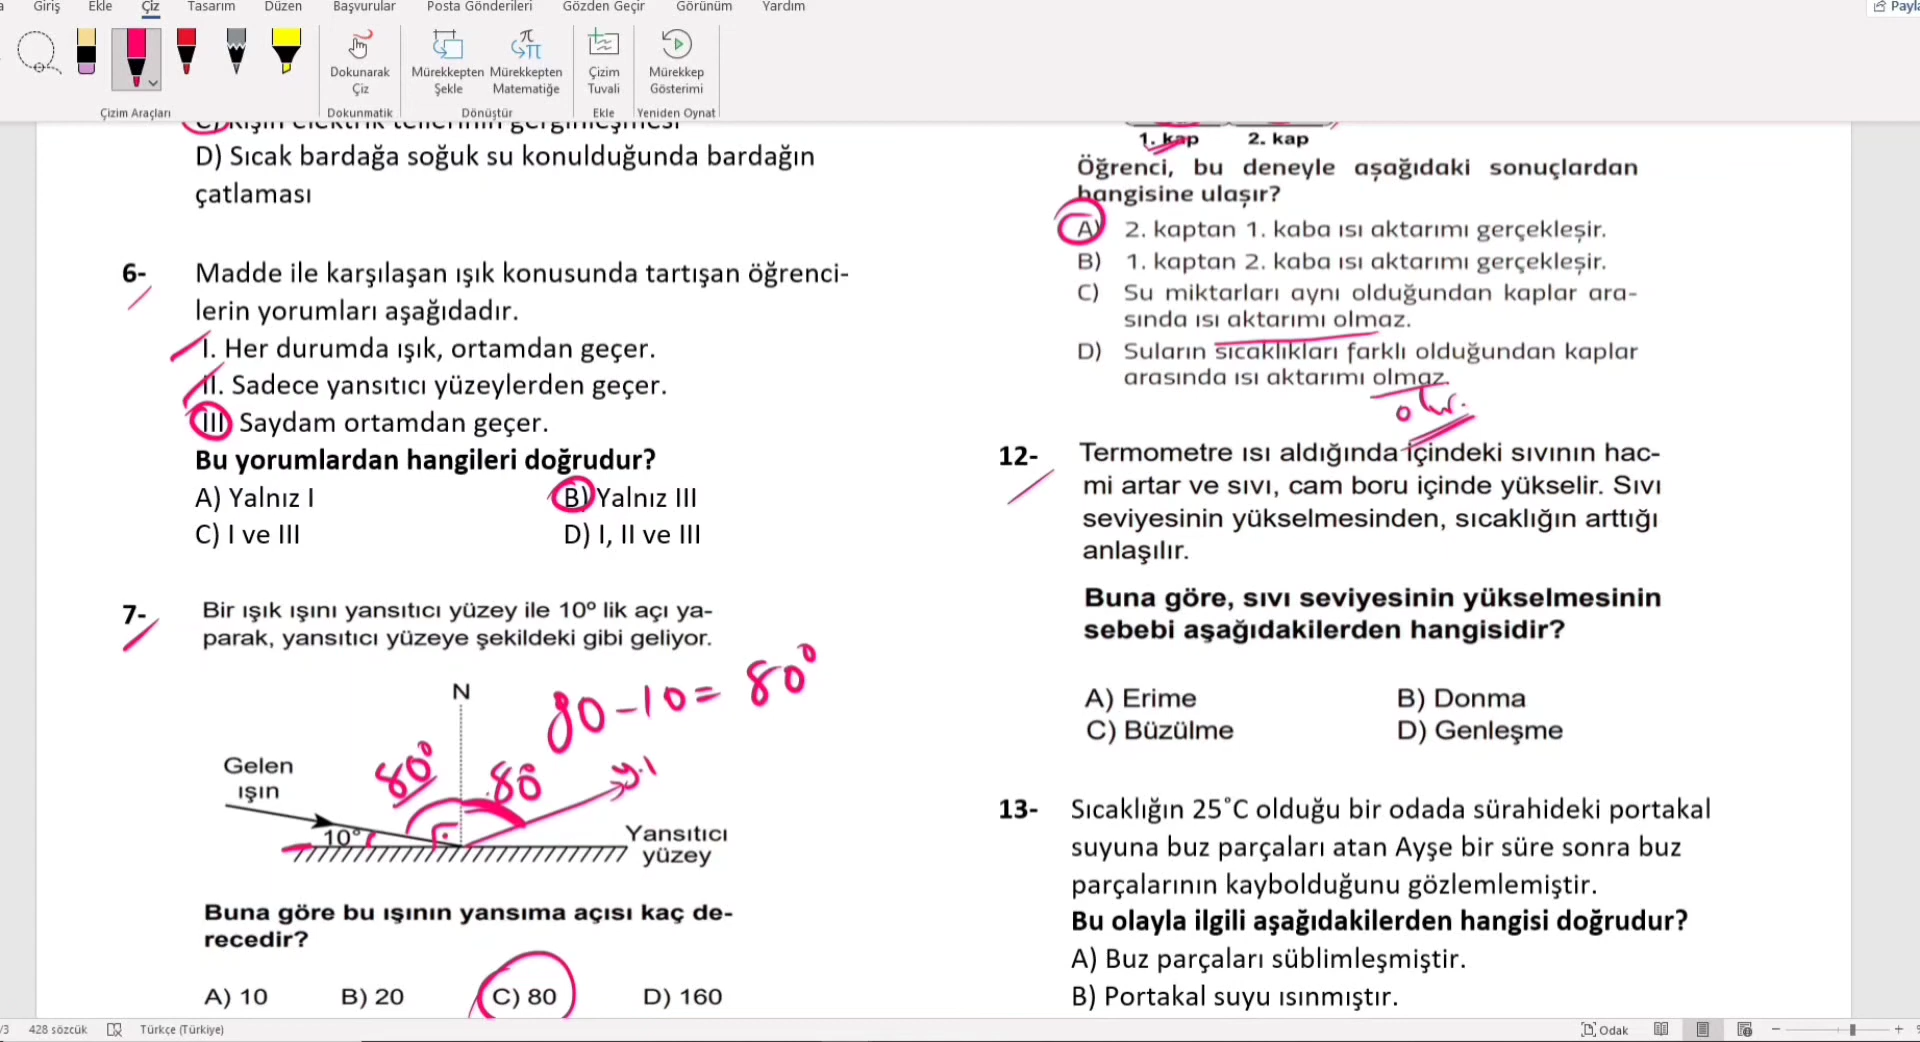 Giriş Ekle Çiz Tasarım Düzen Başvurular Posta Gönderileri Gözden Geçir Görünüm Yardım
Dokunarak Çiz
Mürekkepten Şekle
Mürekkepten Matematiğe
Çizim Tuvali
Mürekkep Gösterimi
Çizim Araçları Dokunmatik Dönüştür Ekle Yeniden Oynat
C) Kışın elektrik tellerinin gerginleşmesi
D) Sıcak bardağa soğuk su konulduğunda bardağın
çatlaması
6- Madde ile karşılaşan ışık konusunda tartışan öğrenci-
lerin yorumları aşağıdadır.
I. Her durumda ışık, ortamdan geçer.
II. Sadece yansıtıcı yüzeylerden geçer.
III Saydam ortamdan geçer.
Bu yorumlardan hangileri doğrudur?
A) Yalnız I B) Yalnız III
C) I ve III D) I, II ve III
7- Bir ışık ışını yansıtıcı yüzey ile 10º lik açı ya-
parak, yansıtıcı yüzeye şekildeki gibi geliyor.
N
90-10= 80°
80°
80°
y.ı
Gelen
ışın
10°
Yansıtıcı
yüzey
Buna göre bu ışının yansıma açısı kaç de-
recedir?
A) 10 B) 20 C) 80 D) 160
1. kap 2. kap
Öğrenci, bu deneyle aşağıdaki sonuçlardan
hangisine ulaşır?
A) 2. kaptan 1. kaba ısı aktarımı gerçekleşir.
B) 1. kaptan 2. kaba ısı aktarımı gerçekleşir.
C) Su miktarları aynı olduğundan kaplar ara-
sında ısı aktarımı olmaz.
D) Suların sıcaklıkları farklı olduğundan kaplar
arasında ısı aktarımı olmaz.
olur.
12- Termometre ısı aldığında içindeki sıvının hac-
mi artar ve sıvı, cam boru içinde yükselir. Sıvı
seviyesinin yükselmesinden, sıcaklığın arttığı
anlaşılır.
Buna göre, sıvı seviyesinin yükselmesinin
sebebi aşağıdakilerden hangisidir?
A) Erime B) Donma
C) Büzülme D) Genleşme
13- Sıcaklığın 25˚C olduğu bir odada sürahideki portakal
suyuna buz parçaları atan Ayşe bir süre sonra buz
parçalarının kaybolduğunu gözlemlemiştir.
Bu olayla ilgili aşağıdakilerden hangisi doğrudur?
A) Buz parçaları süblimleşmiştir.
B) Portakal suyu ısınmıştır.
/3 428 sözcük Türkçe (Türkiye) Odak